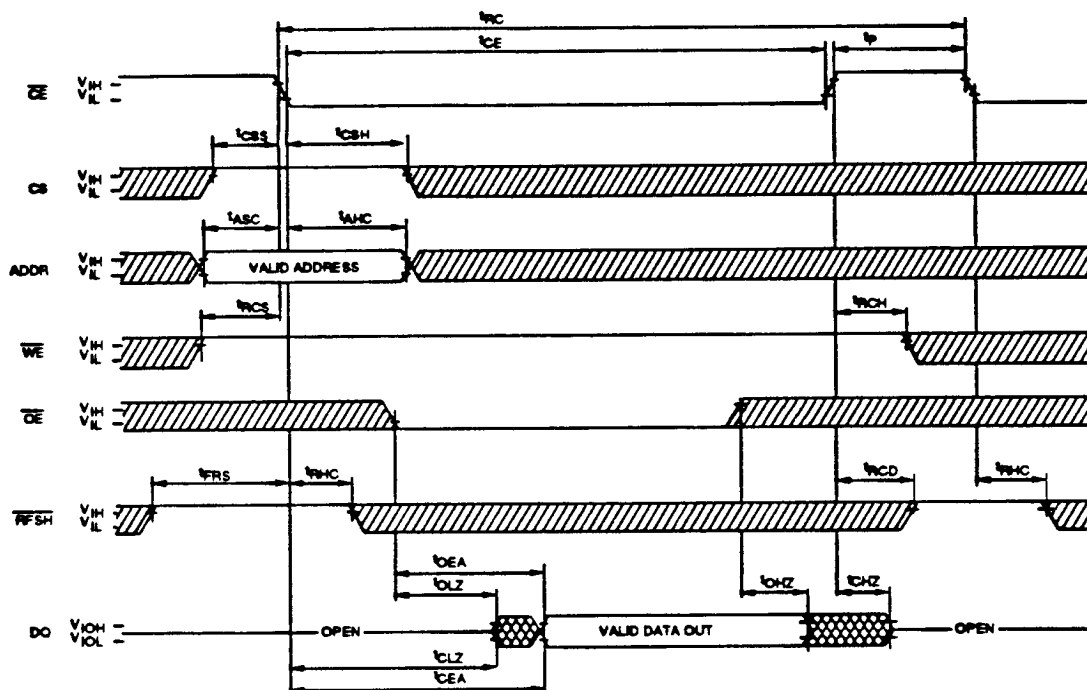 tRC
tCE
tP
CE VIH VIL
tCSS tCSH
CS VIH VIL
tASC tAHC
ADDR VIH VIL VALID ADDRESS
tRCS tRCH
WE VIH VIL
OE VIH VIL
tFRS tRHC tRCD tRHC
RFSH VIH VIL
tOEA
tOLZ tOHZ tCHZ
DO VIOH VIOL OPEN VALID DATA OUT OPEN
tCLZ
tCEA